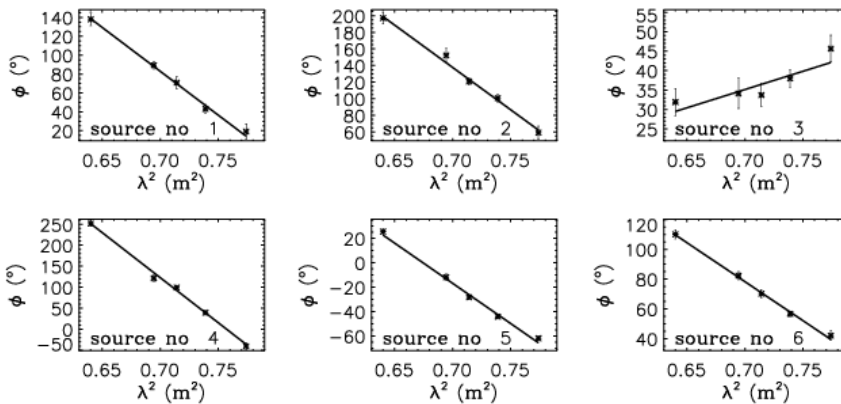 140
120
100
80
60
40
20
ϕ (°)
source no 1
0.65 0.70 0.75
λ² (m²)
200
180
160
140
120
100
80
60
ϕ (°)
source no 2
0.65 0.70 0.75
λ² (m²)
55
50
45
40
35
30
25
ϕ (°)
source no 3
0.65 0.70 0.75
λ² (m²)
250
200
150
100
50
0
−50
ϕ (°)
source no 4
0.65 0.70 0.75
λ² (m²)
20
0
−20
−40
−60
ϕ (°)
source no 5
0.65 0.70 0.75
λ² (m²)
120
100
80
60
40
ϕ (°)
source no 6
0.65 0.70 0.75
λ² (m²)